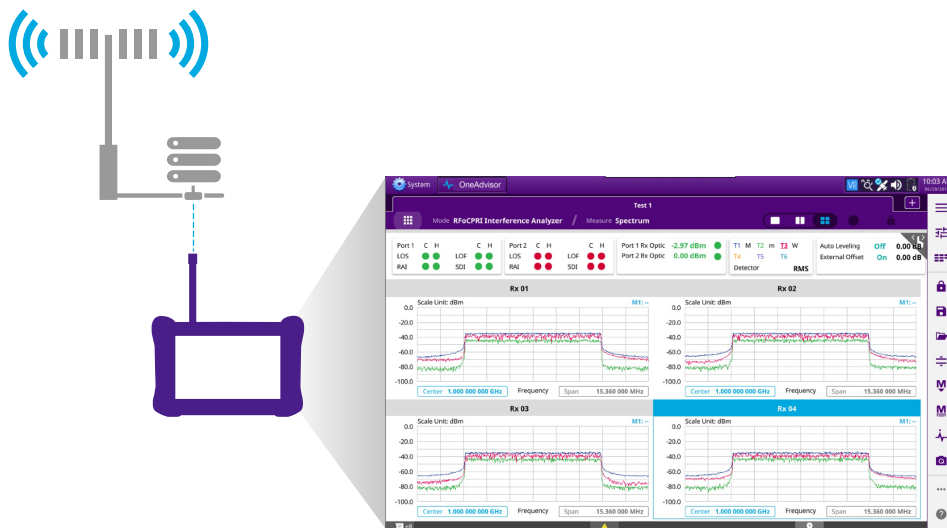 System OneAdvisor VB 10:03 A
Test 1
Mode RFoCPRI Interference Analyzer / Measure Spectrum
Port 1 C H C H Port 2 C H C H Port 1 Rx Optic -2.97 dBm T1 M T2 m T3 W Auto Leveling Off 0.00 dB
LOS LOF LOS LOF Port 2 Rx Optic 0.00 dBm T4 T5 T6 External Offset On 0.00 dB
RAI SDI RAI SDI Detector RMS
Rx 01
Scale Unit: dBm M1: --
0.0
-20.0
-40.0
-60.0
-80.0
-100.0
Center 1.000 000 000 GHz Frequency Span 15.360 000 MHz
Rx 02
Scale Unit: dBm M1: --
0.0
-20.0
-40.0
-60.0
-80.0
-100.0
Center 1.000 000 000 GHz Frequency Span 15.360 000 MHz
Rx 03
Scale Unit: dBm M1: --
0.0
-20.0
-40.0
-60.0
-80.0
-100.0
Center 1.000 000 000 GHz Frequency Span 15.360 000 MHz
Rx 04
Scale Unit: dBm M1: --
0.0
-20.0
-40.0
-60.0
-80.0
-100.0
Center 1.000 000 000 GHz Frequency Span 15.360 000 MHz